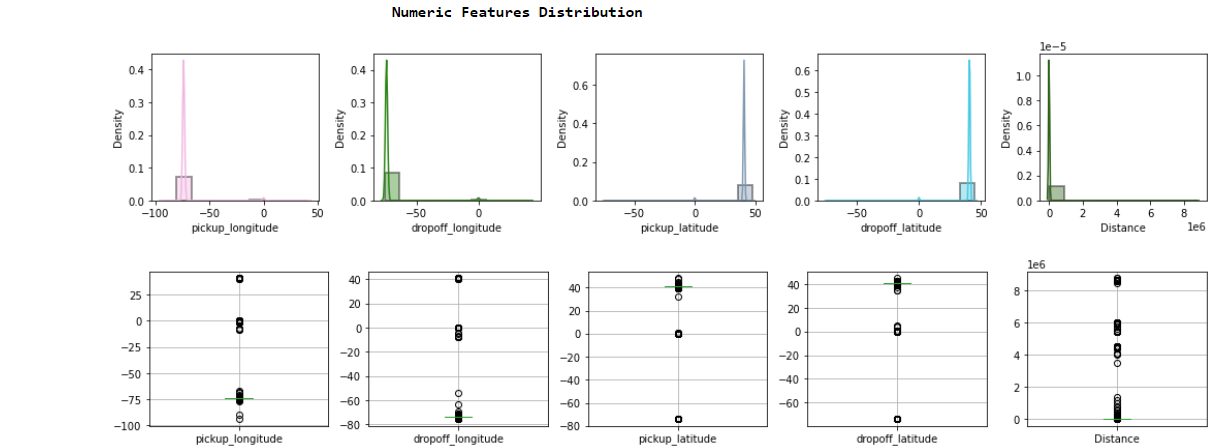 Numeric Features Distribution
1e−5
0.4
0.3
0.2
0.1
0.0
Density
−100 −50 0 50
pickup_longitude
0.4
0.3
0.2
0.1
0.0
Density
−50 0
dropoff_longitude
0.6
0.4
0.2
0.0
Density
−50 0 50
pickup_latitude
0.6
0.5
0.4
0.3
0.2
0.1
0.0
Density
−50 0 50
dropoff_latitude
1.0
0.8
0.6
0.4
0.2
0.0
Density
0 2 4 6 8
1e6
Distance
25
0
−25
−50
−75
−100
pickup_longitude
40
20
0
−20
−40
−60
−80
dropoff_longitude
40
20
0
−20
−40
−60
−80
pickup_latitude
40
20
0
−20
−40
−60
dropoff_latitude
1e6
8
6
4
2
0
Distance